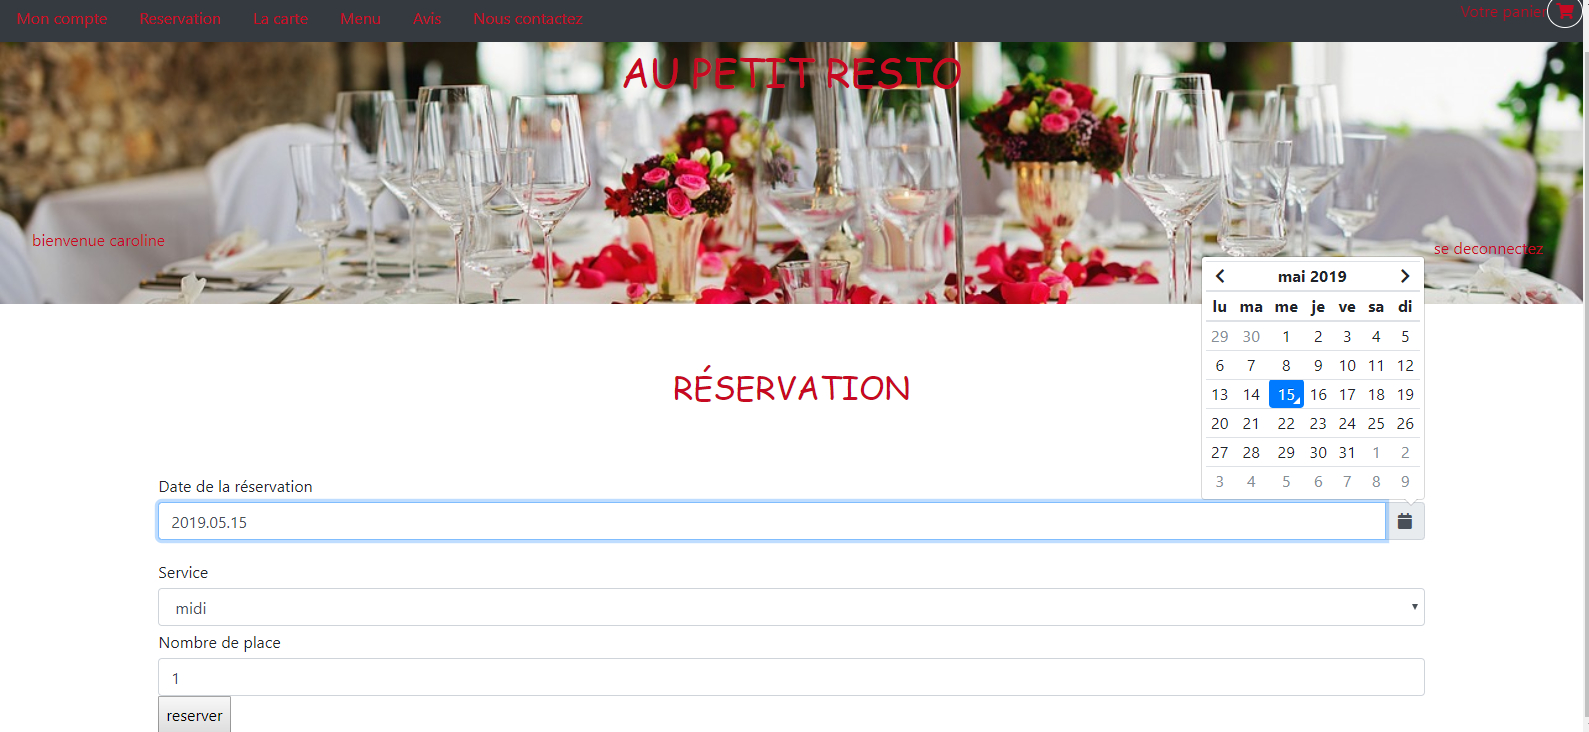 Mon compte Reservation La carte Menu Avis Nous contactez Votre panier
AU PETIT RESTO
bienvenue caroline
se deconnectez
mai 2019
lu ma me je ve sa di
29 30 1 2 3 4 5
6 7 8 9 10 11 12
13 14 15 16 17 18 19
20 21 22 23 24 25 26
27 28 29 30 31 1 2
3 4 5 6 7 8 9
RÉSERVATION
Date de la réservation
2019.05.15
Service
midi
Nombre de place
1
reserver